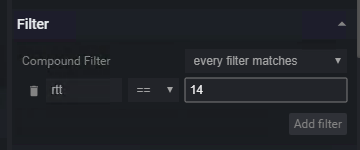 Filter
Compound Filter every filter matches
rtt == 14
Add filter